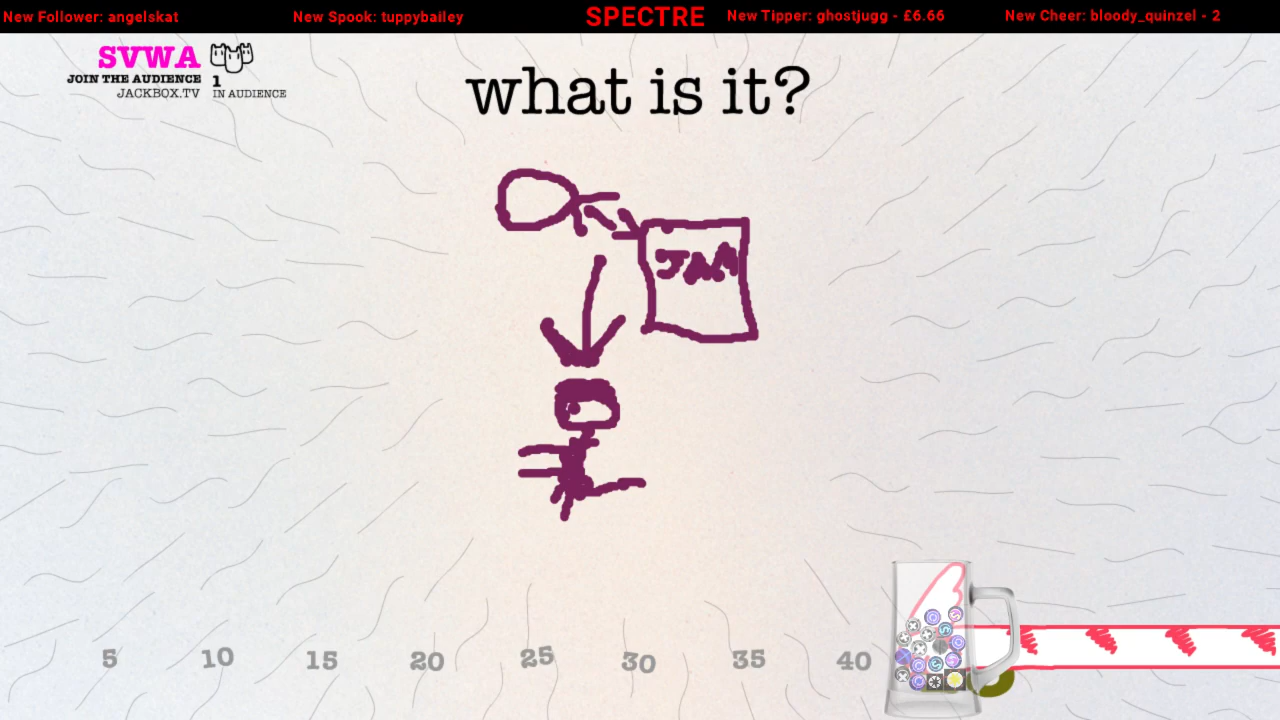 New Follower: angelskat
New Spook: tuppybailey
SPECTRE
New Tipper: ghostjugg - £6.66
New Cheer: bloody_quinzel - 2
SVWA
JOIN THE AUDIENCE
JACKBOX.TV
1
IN AUDIENCE
what is it?
JAM
5 10 15 20 25 30 35 40